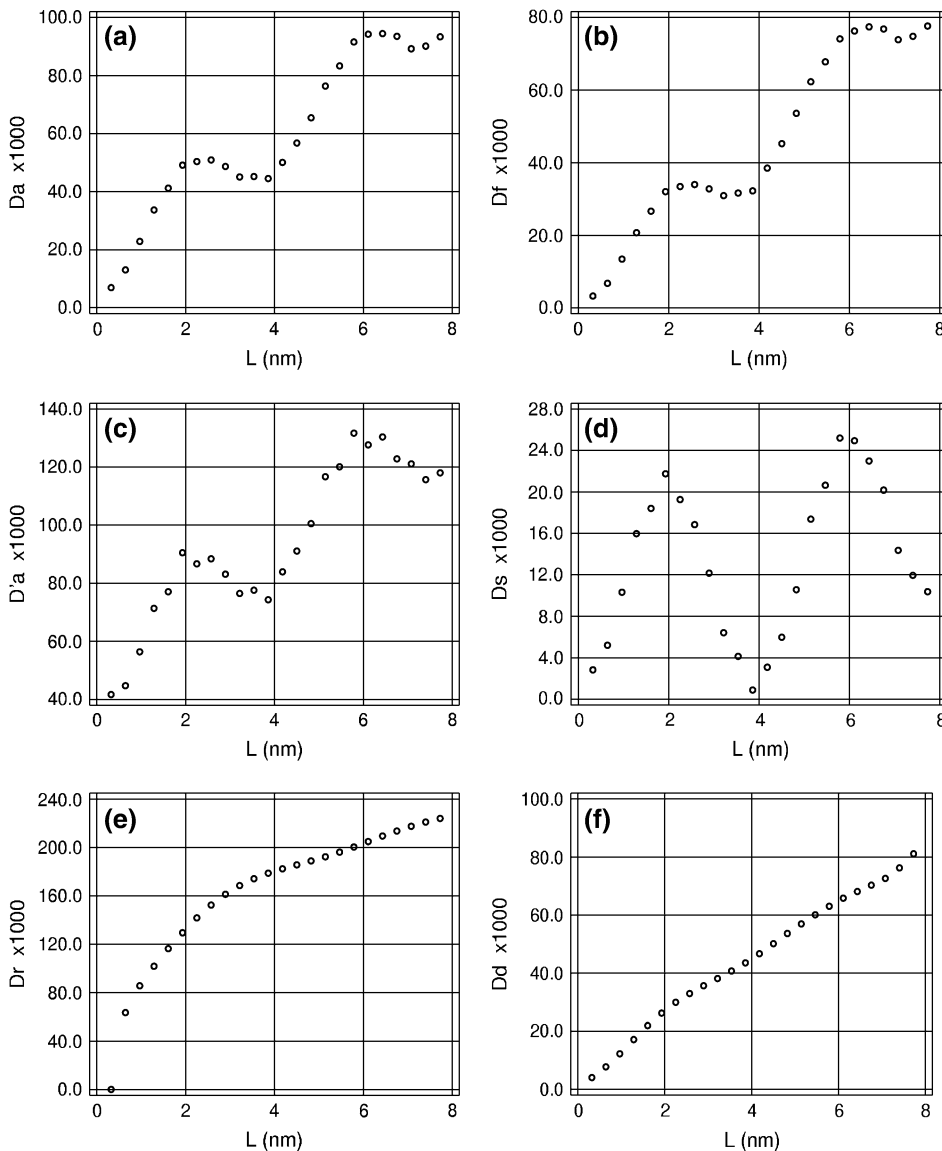 (a)
100.0
80.0
60.0
40.0
20.0
0.0
Da x1000
0 2 4 6 8
L (nm)
(b)
80.0
60.0
40.0
20.0
0.0
Df x1000
0 2 4 6 8
L (nm)
(c)
140.0
120.0
100.0
80.0
60.0
40.0
D'a x1000
0 2 4 6 8
L (nm)
(d)
28.0
24.0
20.0
16.0
12.0
8.0
4.0
0.0
Ds x1000
0 2 4 6 8
L (nm)
(e)
240.0
200.0
160.0
120.0
80.0
40.0
0.0
Dr x1000
0 2 4 6 8
L (nm)
(f)
100.0
80.0
60.0
40.0
20.0
0.0
Dd x1000
0 2 4 6 8
L (nm)